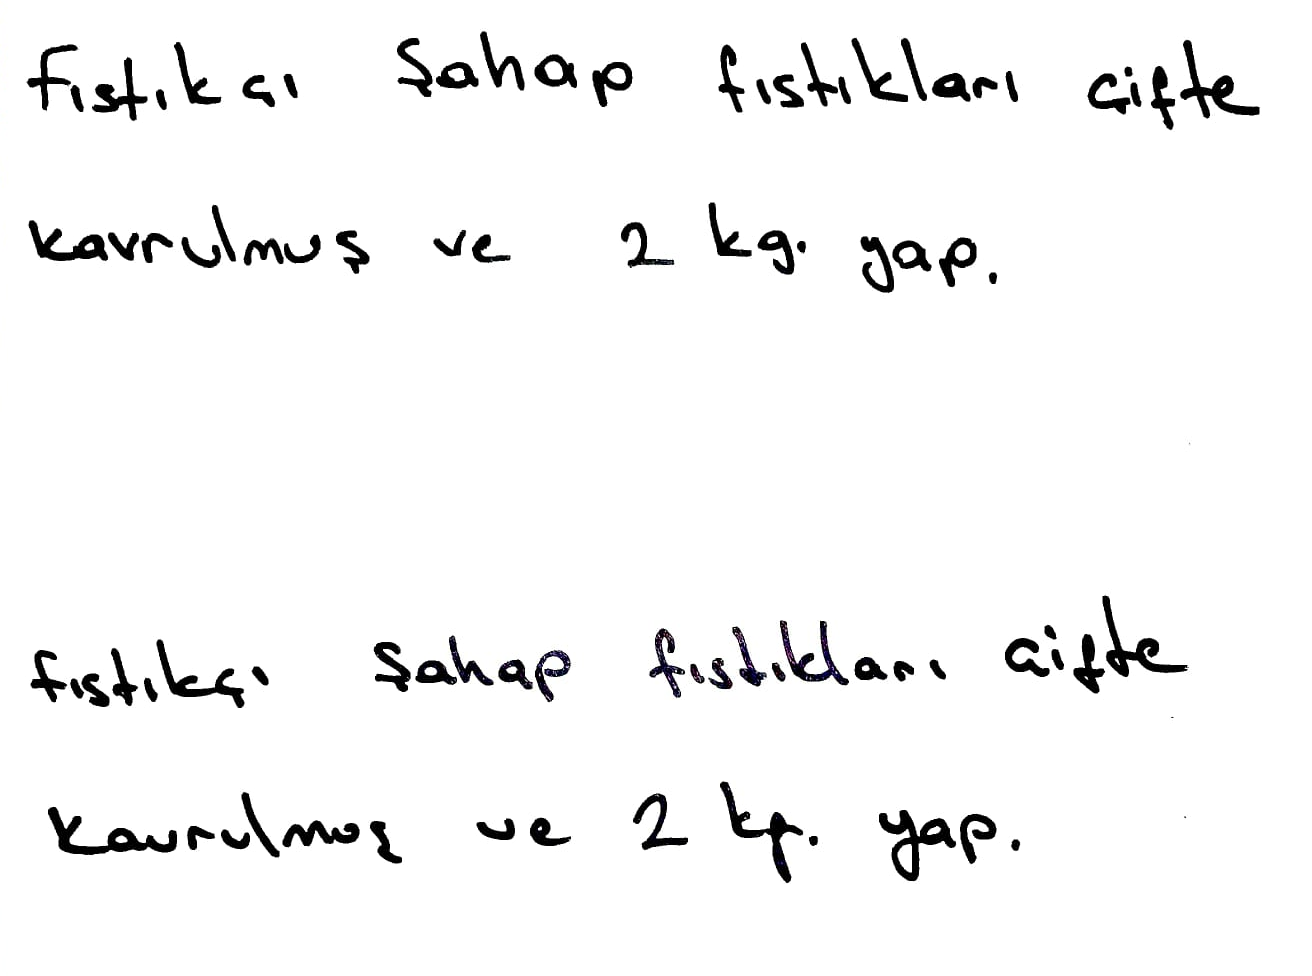 Fıstıkçı Şahap fıstıkları çifte
kavrulmuş ve 2 kg. yap.
fıstıkçı Şahap fıstıkları çifte
kavrulmuş ve 2 kg. yap.